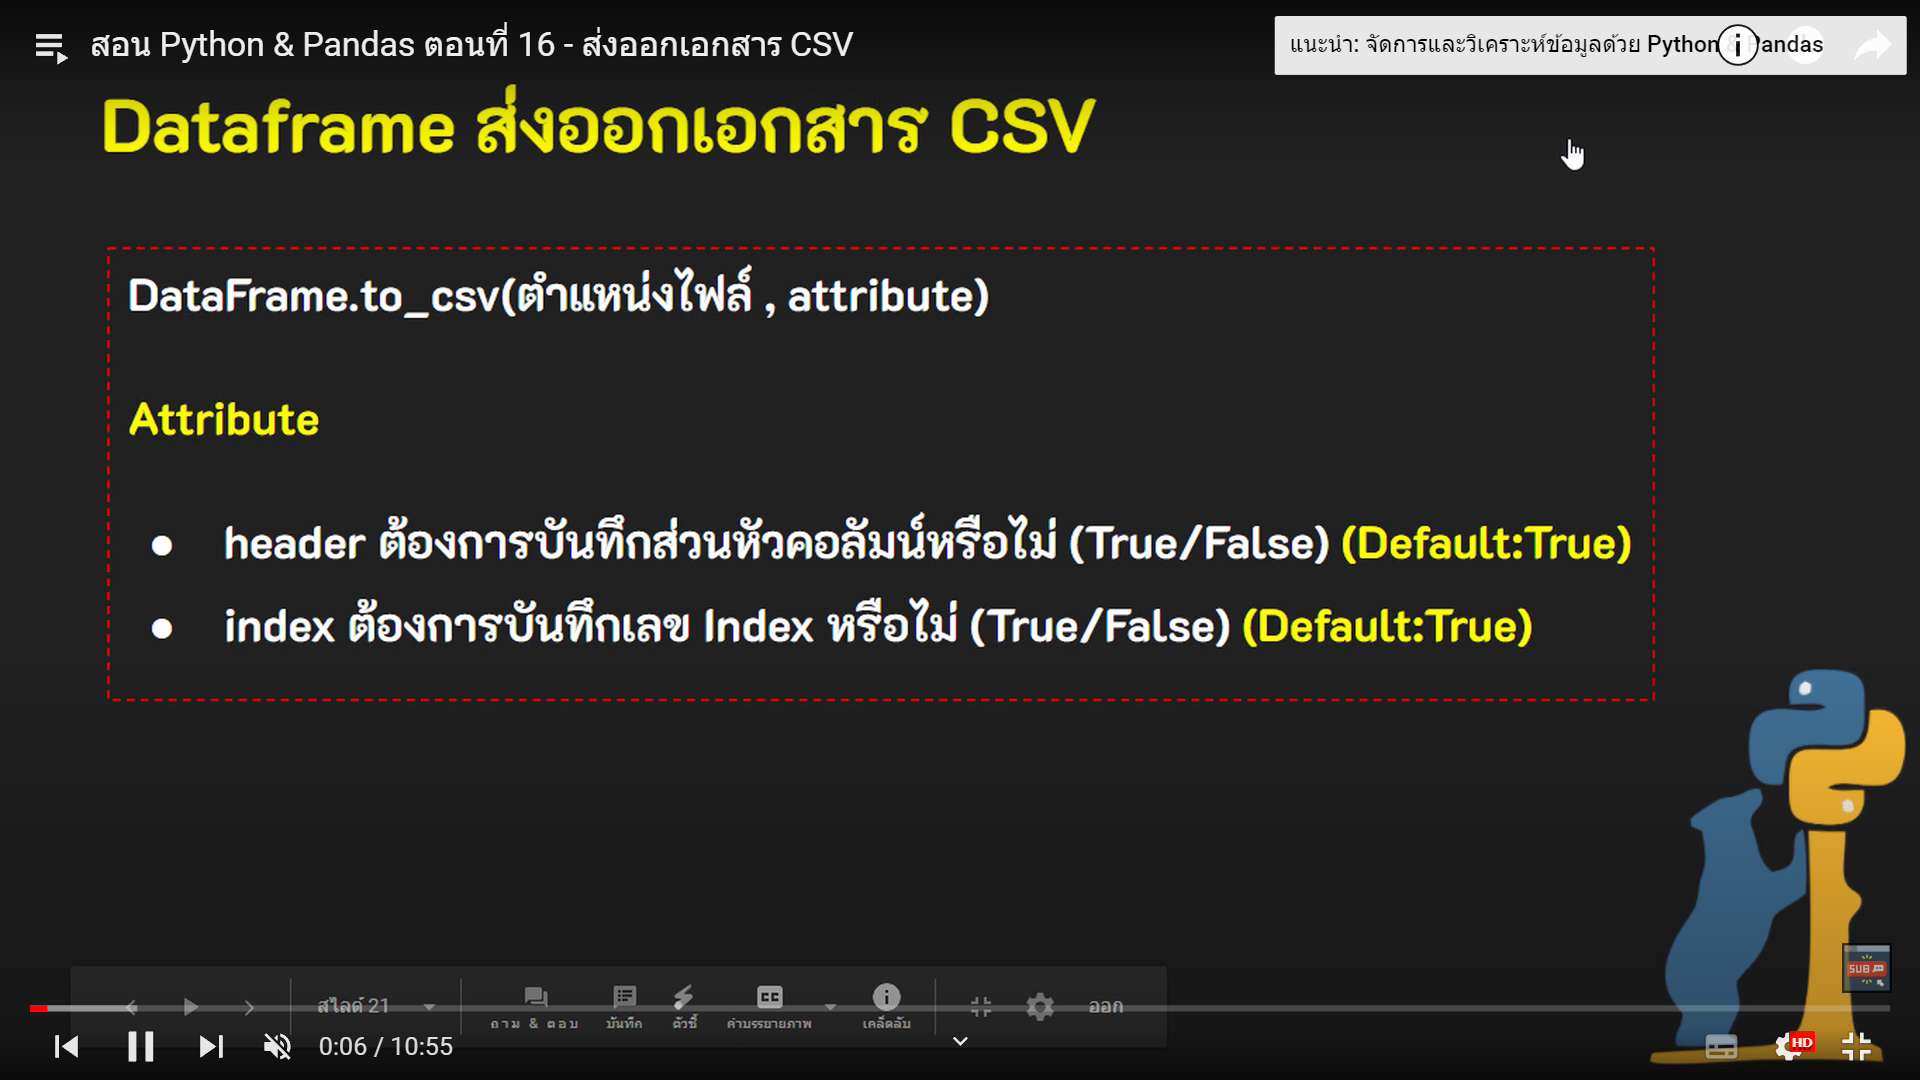 สอน Python & Pandas ตอนที่ 16 - ส่งออกเอกสาร CSV
แนะนำ: จัดการและวิเคราะห์ข้อมูลด้วย Python & Pandas
Dataframe ส่งออกเอกสาร CSV
DataFrame.to_csv(ตำแหน่งไฟล์ , attribute)
Attribute
● header ต้องการบันทึกส่วนหัวคอลัมน์หรือไม่ (True/False) (Default:True)
● index ต้องการบันทึกเลข Index หรือไม่ (True/False) (Default:True)
SUB
สไลด์ 21
ถาม & ตอบ
บันทึก
ตัวชี้
CC
คำบรรยายภาพ
เคล็ดลับ
ออก
0:06 / 10:55
HD